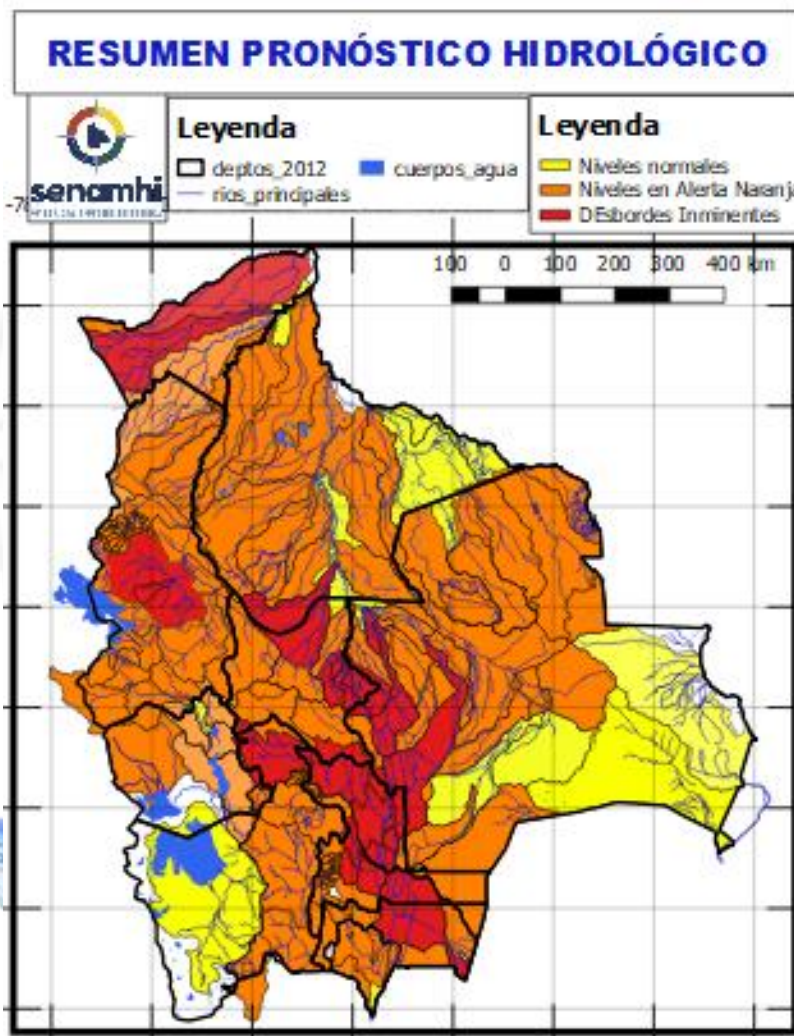 RESUMEN PRONÓSTICO HIDROLÓGICO
senamhi
Leyenda
deptos_2012
cuerpos_agua
rios_principales
Leyenda
Niveles normales
Niveles en Alerta Naranja
DEsbordes Inminentes
100 0 100 200 300 400 km